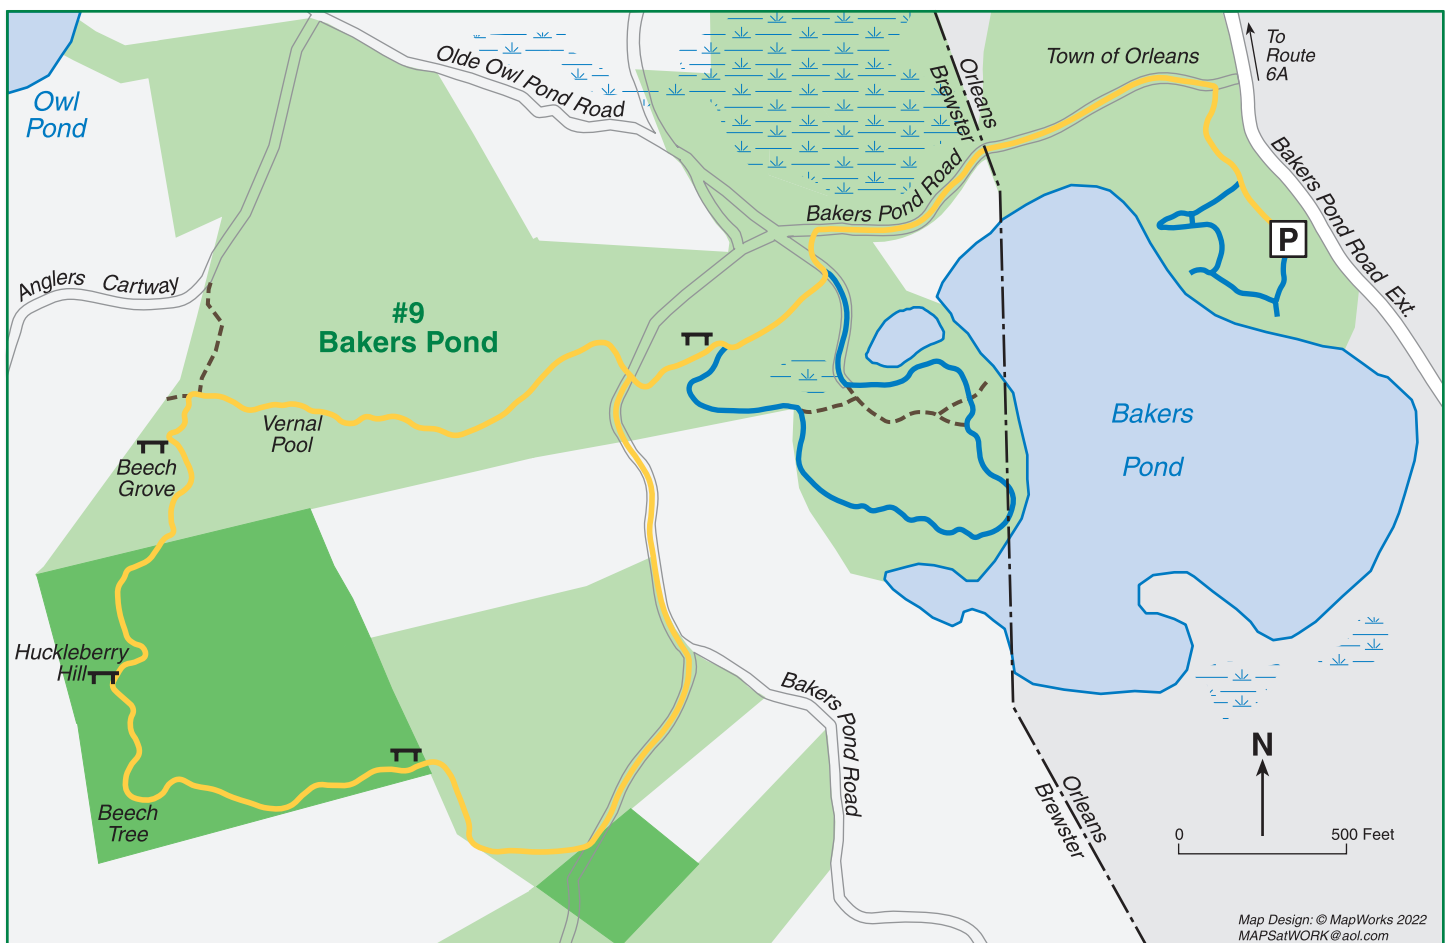 To
Route
6A
Town of Orleans
Orleans
Brewster
Olde Owl Pond Road
Owl
Pond
Bakers Pond Road
Bakers Pond Road Ext.
P
Anglers Cartway
#9
Bakers Pond
Bakers
Pond
Vernal
Pool
Beech
Grove
Huckleberry
Hill
Bakers Pond Road
Beech
Tree
N
Orleans
Brewster
0 500 Feet
Map Design: © MapWorks 2022
MAPSatWORK@aol.com